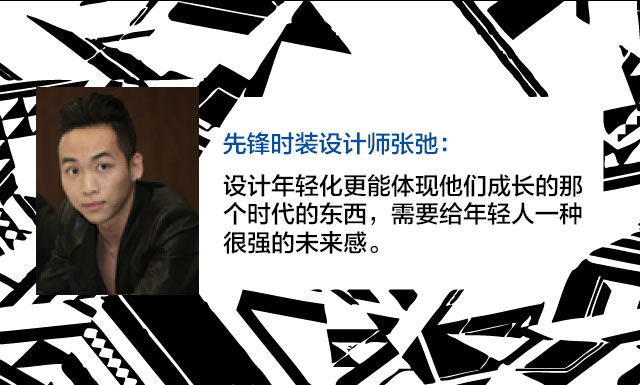 先锋时装设计师张弛：
设计年轻化更能体现他们成长的那
个时代的东西，需要给年轻人一种
很强的未来感。